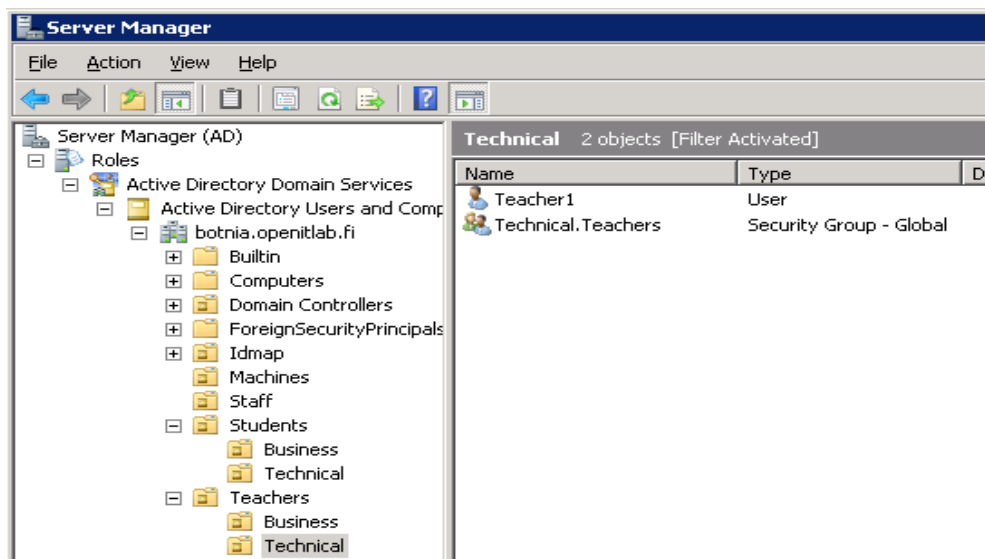 Server Manager
File Action View Help
Server Manager (AD)
Roles
Active Directory Domain Services
Active Directory Users and Comp
botnia.openitlab.fi
Builtin
Computers
Domain Controllers
ForeignSecurityPrincipals
Idmap
Machines
Staff
Students
Business
Technical
Teachers
Business
Technical
Technical 2 objects [Filter Activated]
Name Type D
Teacher1 User
Technical.Teachers Security Group - Global